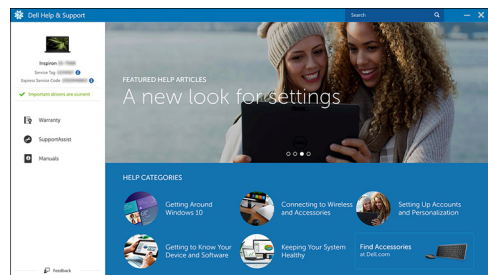 Dell Help & Support
Search
Inspiron
Service Tag
Express Service Code
Important drivers are current
Warranty
SupportAssist
Manuals
Feedback
FEATURED HELP ARTICLES
A new look for settings
HELP CATEGORIES
Getting Around
Windows 10
Connecting to Wireless
and Accessories
Setting Up Accounts
and Personalization
Getting to Know Your
Device and Software
Keeping Your System
Healthy
Find Accessories
at Dell.com